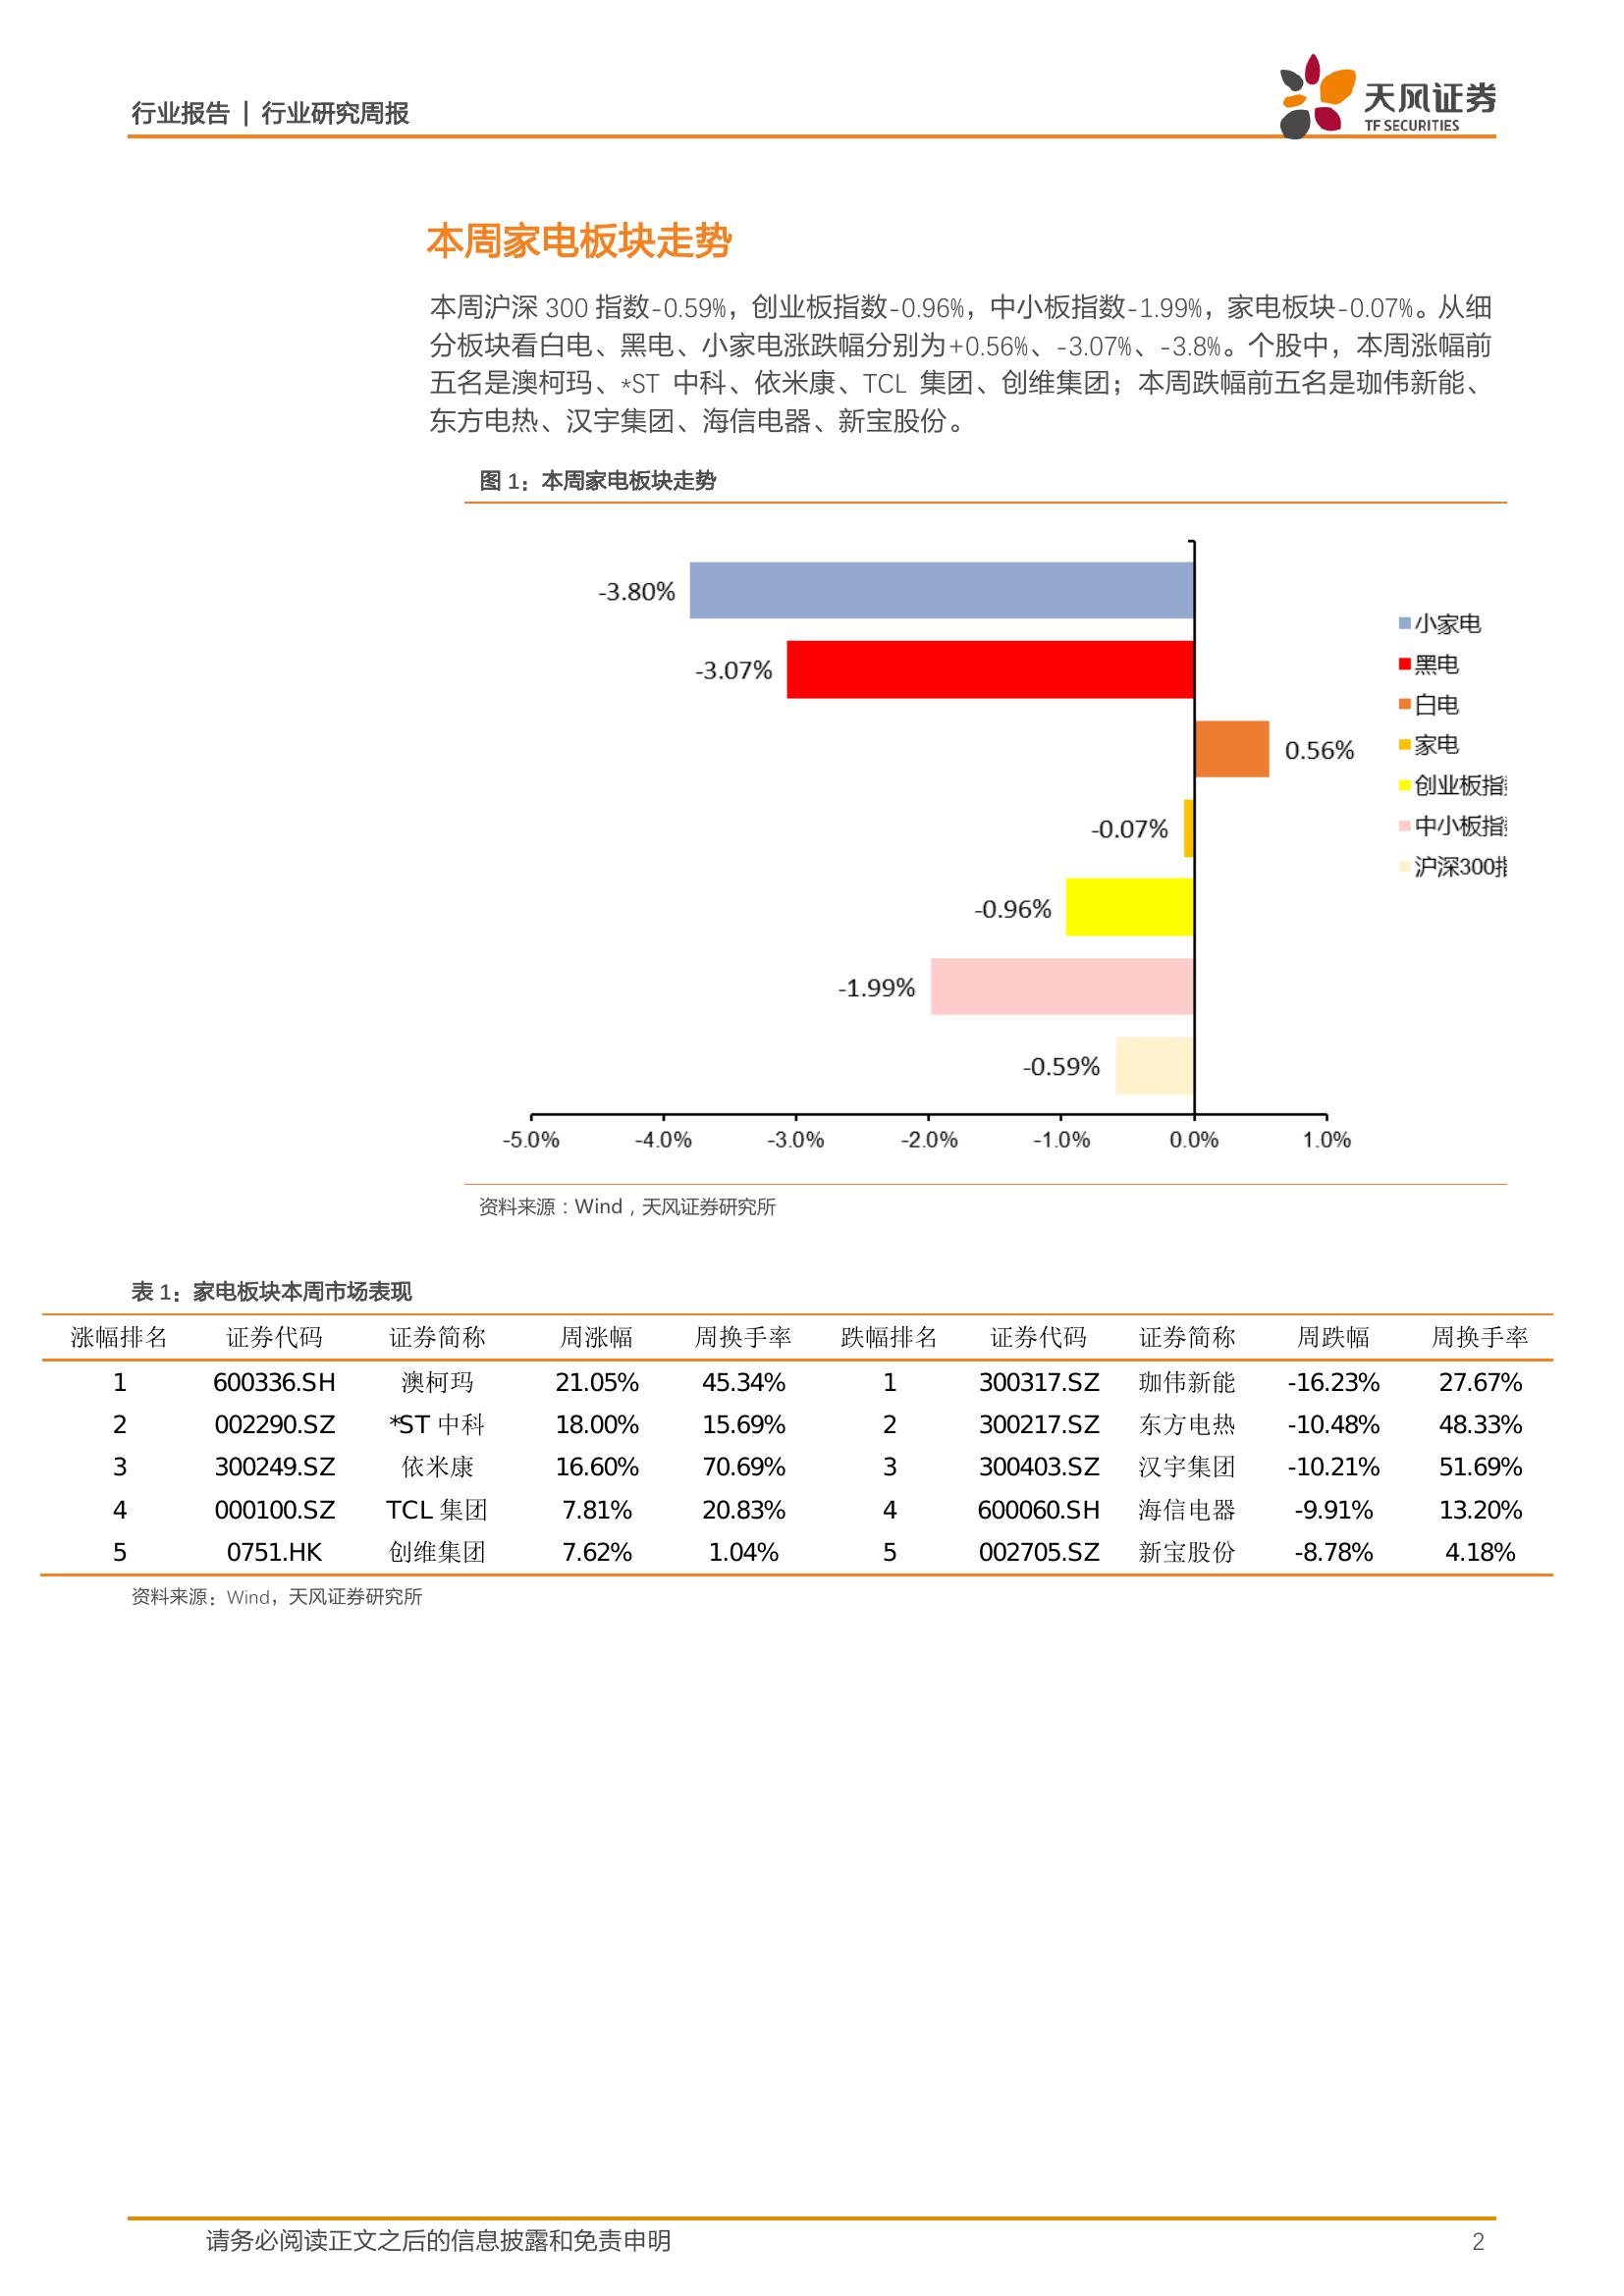 行业报告 | 行业研究周报
天风证券
TF SECURITIES
本周家电板块走势
本周沪深 300 指数-0.59%，创业板指数-0.96%，中小板指数-1.99%，家电板块-0.07%。从细
分板块看白电、黑电、小家电涨跌幅分别为+0.56%、-3.07%、-3.8%。个股中，本周涨幅前
五名是澳柯玛、*ST 中科、依米康、TCL 集团、创维集团；本周跌幅前五名是珈伟新能、
东方电热、汉宇集团、海信电器、新宝股份。
图 1：本周家电板块走势
-3.80%
-3.07%
0.56%
-0.07%
-0.96%
-1.99%
-0.59%
小家电
黑电
白电
家电
创业板指
中小板指
沪深300
-5.0% -4.0% -3.0% -2.0% -1.0% 0.0% 1.0%
资料来源：Wind，天风证券研究所
表 1：家电板块本周市场表现
涨幅排名 证券代码 证券简称 周涨幅 周换手率 跌幅排名 证券代码 证券简称 周跌幅 周换手率
1 600336.SH 澳柯玛 21.05% 45.34% 1 300317.SZ 珈伟新能 -16.23% 27.67%
2 002290.SZ *ST 中科 18.00% 15.69% 2 300217.SZ 东方电热 -10.48% 48.33%
3 300249.SZ 依米康 16.60% 70.69% 3 300403.SZ 汉宇集团 -10.21% 51.69%
4 000100.SZ TCL 集团 7.81% 20.83% 4 600060.SH 海信电器 -9.91% 13.20%
5 0751.HK 创维集团 7.62% 1.04% 5 002705.SZ 新宝股份 -8.78% 4.18%
资料来源：Wind，天风证券研究所
请务必阅读正文之后的信息披露和免责申明
2